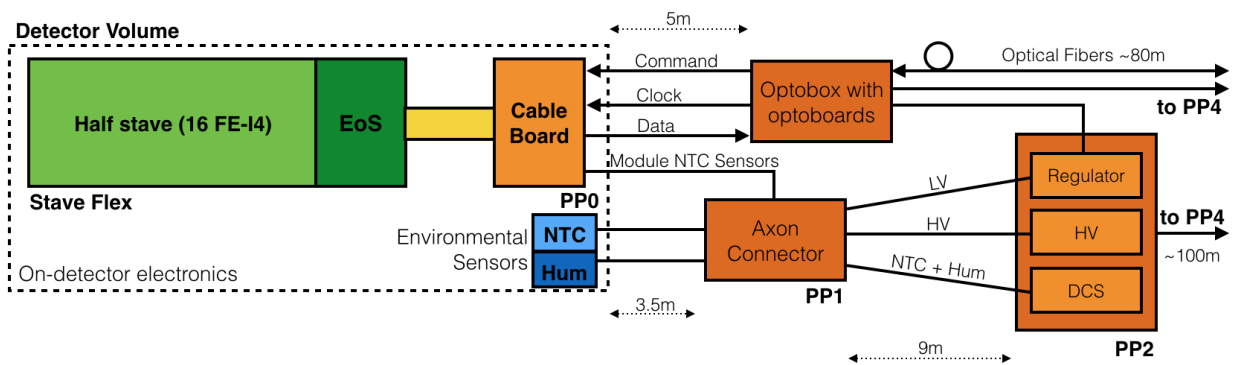 Detector Volume
5m
Command
Optical Fibers ~80m
Half stave (16 FE-I4)
EoS
Cable
Board
Clock
Optobox with
optoboards
to PP4
Data
Module NTC Sensors
Stave Flex
PP0
LV
Regulator
Environmental
Sensors
NTC
Hum
Axon
Connector
HV
HV
to PP4
~100m
On-detector electronics
NTC + Hum
DCS
PP1
3.5m
9m
PP2